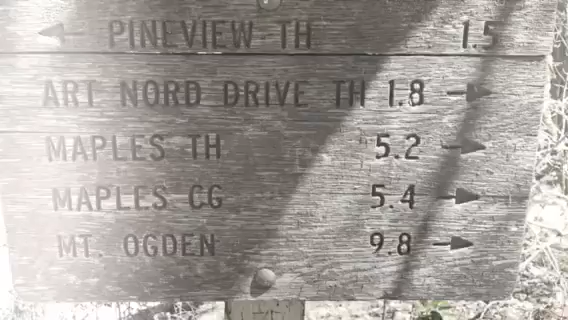 ← PINEVIEW TH 1.5
ART NORD DRIVE TH 1.8 →
MAPLES TH 5.2 →
MAPLES CG 5.4 →
MT. OGDEN 9.8 →